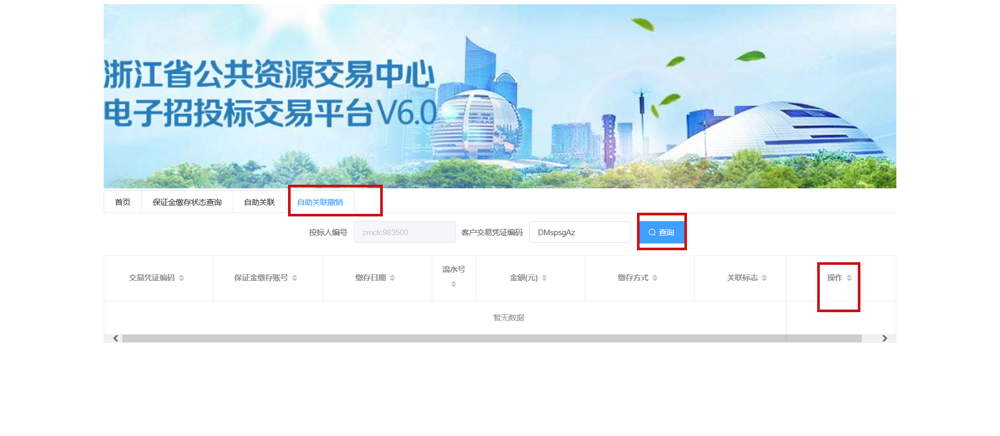 浙江省公共资源交易中心
电子招投标交易平台V6.0
首页 保证金缴存状态查询 自助关联 自助关联撤销
投标人编号 zmctc983500 客户交易凭证编码 DMspsgAz 查询
交易凭证编码 保证金缴存账号 缴存日期 流水号 金额(元) 缴存方式 关联标志 操作
暂无数据